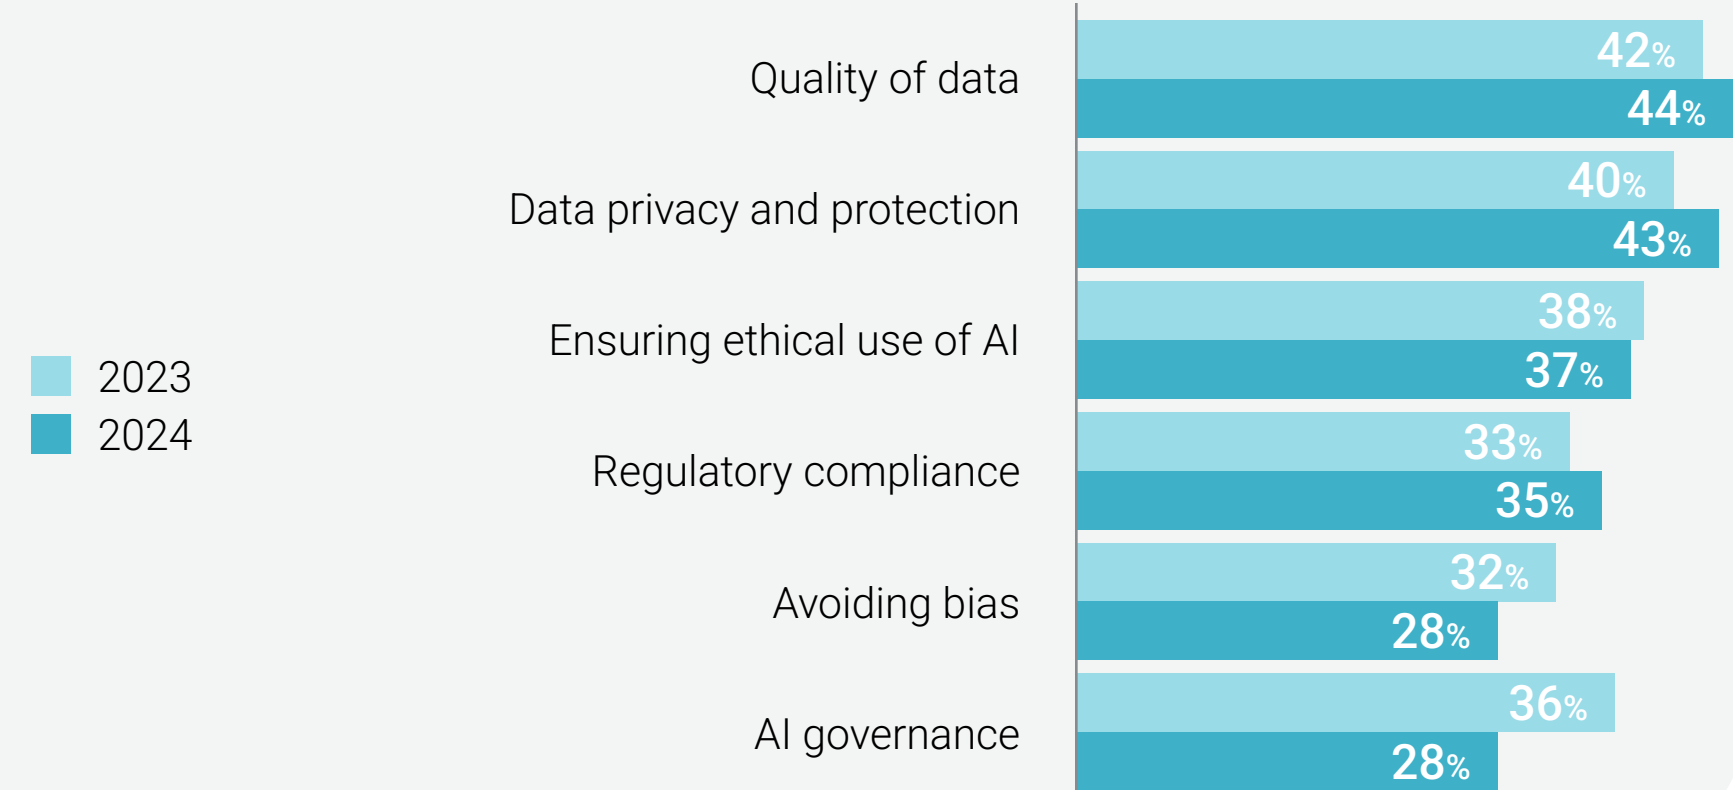 42%
Quality of data
44%
40%
Data privacy and protection
43%
38%
Ensuring ethical use of AI
37%
2023
2024
33%
Regulatory compliance
35%
32%
Avoiding bias
28%
36%
AI governance
28%